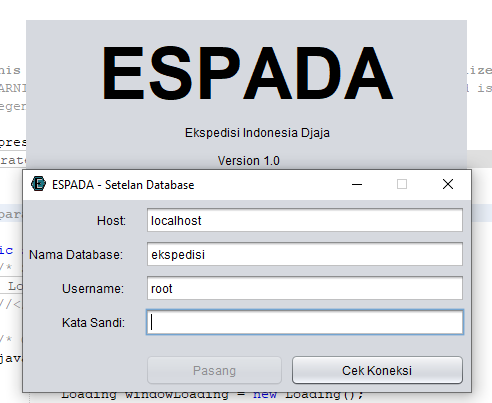 ESPADA
Ekspedisi Indonesia Djaja
Version 1.0
ESPADA - Setelan Database
Host:
localhost
Nama Database:
ekspedisi
Username:
root
Kata Sandi:
Pasang
Cek Koneksi
Loading windowLoading = new Loading();